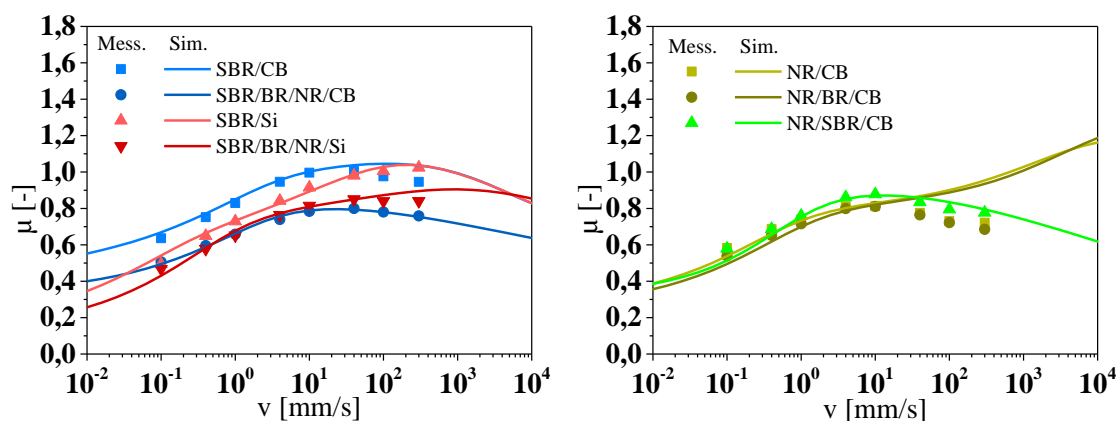 1,8
1,6
1,4
1,2
1,0
0,8
0,6
0,4
0,2
0,0
μ [-]
Mess. Sim.
SBR/CB
SBR/BR/NR/CB
SBR/Si
SBR/BR/NR/Si
10⁻² 10⁻¹ 10⁰ 10¹ 10² 10³ 10⁴
v [mm/s]
1,8
1,6
1,4
1,2
1,0
0,8
0,6
0,4
0,2
0,0
μ [-]
Mess. Sim.
NR/CB
NR/BR/CB
NR/SBR/CB
10⁻² 10⁻¹ 10⁰ 10¹ 10² 10³ 10⁴
v [mm/s]